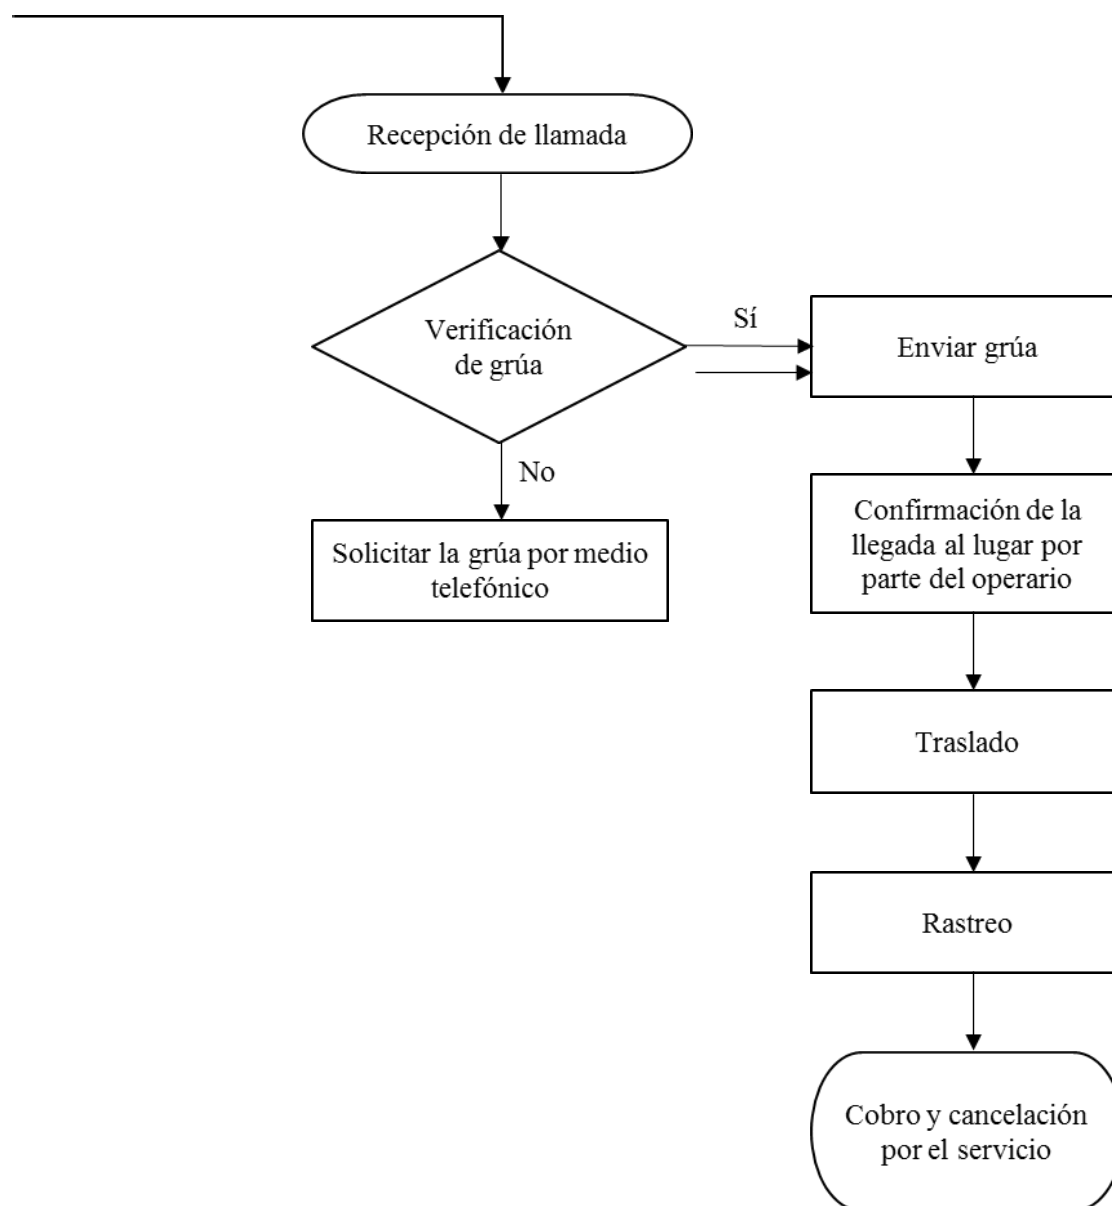 Recepción de llamada
Verificación
de grúa
Sí
Enviar grúa
No
Solicitar la grúa por medio
telefónico
Confirmación de la
llegada al lugar por
parte del operario
Traslado
Rastreo
Cobro y cancelación
por el servicio